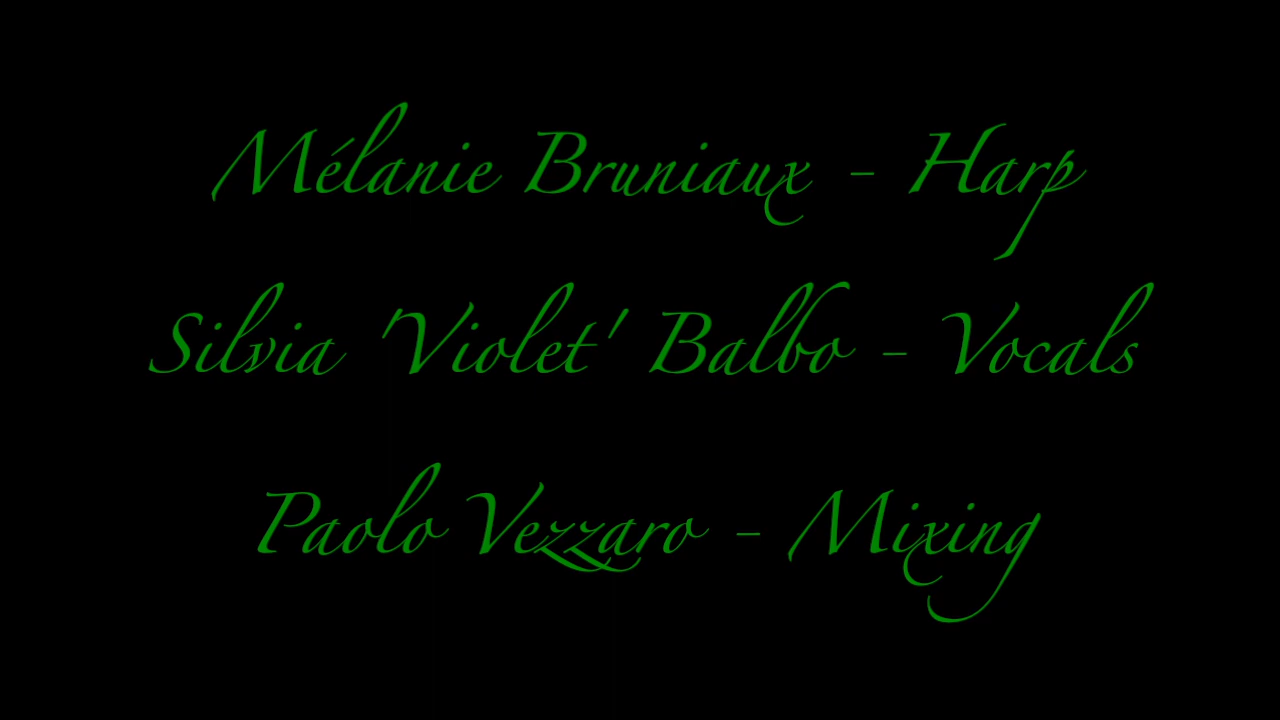 Mélanie Bruniaux - Harp
Silvia 'Violet' Balbo - Vocals
Paolo Vezzaro - Mixing